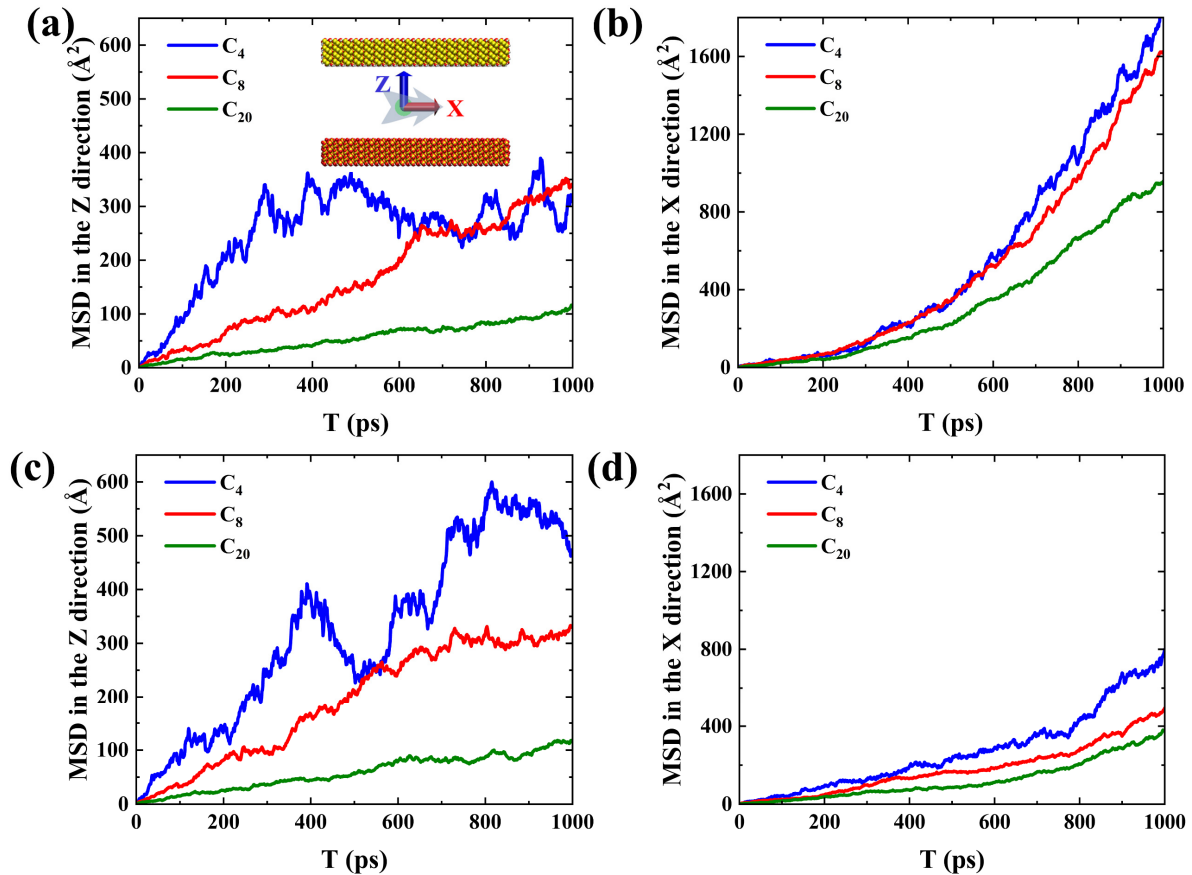 (a)
MSD in the Z direction (Å²)
600
500
400
300
200
100
0
C₄
C₈
C₂₀
Z
X
0 200 400 600 800 1000
T (ps)
(b)
MSD in the X direction (Å²)
1600
1200
800
400
0
C₄
C₈
C₂₀
0 200 400 600 800 1000
T (ps)
(c)
MSD in the Z direction (Å)
600
500
400
300
200
100
0
C₄
C₈
C₂₀
0 200 400 600 800 1000
T (ps)
(d)
MSD in the X direction (Å²)
1600
1200
800
400
0
C₄
C₈
C₂₀
0 200 400 600 800 1000
T (ps)